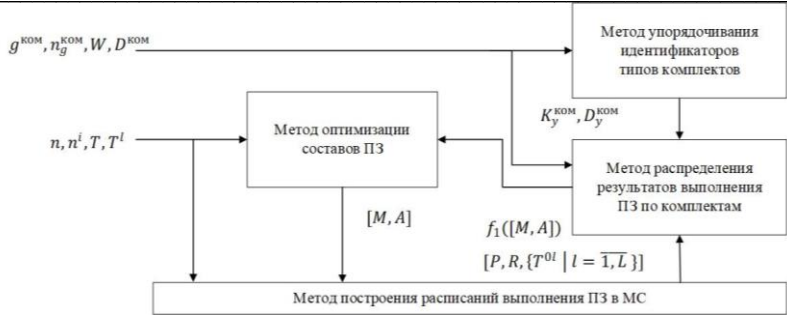 g^ком, n_g^ком, W, D^ком
Метод упорядочивания
идентификаторов
типов комплектов
K_y^ком, D_y^ком
n, n^i, T, T^l
Метод оптимизации
составов ПЗ
Метод распределения
результатов выполнения
ПЗ по комплектам
[M, A]
f_1([M, A])
[P, R, {T^{0l} | l = \overline{1, L}}]
Метод построения расписаний выполнения ПЗ в МС